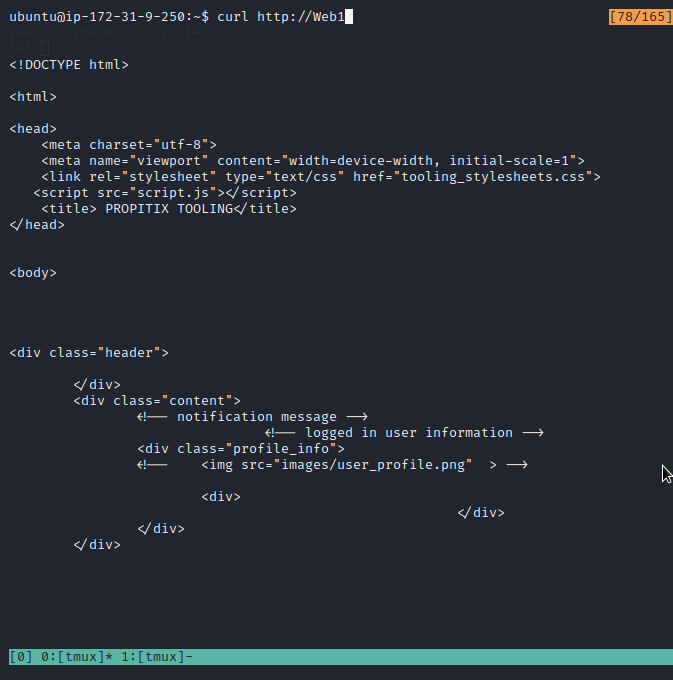 ubuntu@ip-172-31-9-250:~$ curl http://Web1 [78/165]
<!DOCTYPE html>
<html>
<head>
    <meta charset="utf-8">
    <meta name="viewport" content="width=device-width, initial-scale=1">
    <link rel="stylesheet" type="text/css" href="tooling_stylesheets.css">
   <script src="script.js"></script>
    <title> PROPITIX TOOLING</title>
</head>
<body>
<div class="header">
        </div>
        <div class="content">
                <!-- notification message -->
                                <!-- logged in user information -->
                <div class="profile_info">
                <!--    <img src="images/user_profile.png"  > -->
                        <div>
                                                        </div>
                </div>
        </div>
[0] 0:[tmux]* 1:[tmux]-